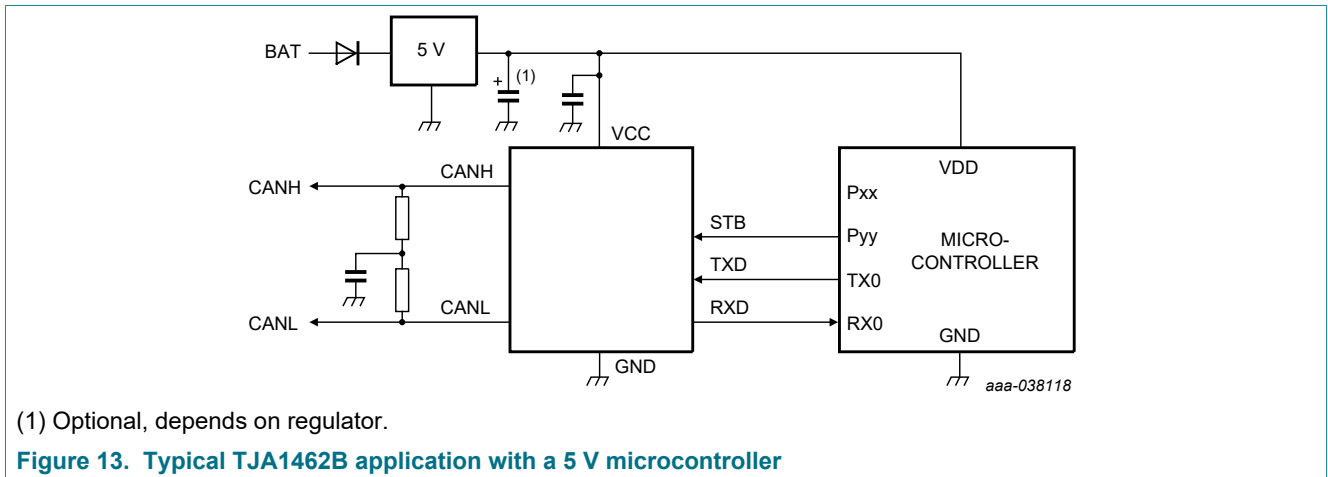 BAT
5 V
+
(1)
VCC
VDD
CANH
CANH
Pxx
STB
Pyy
MICRO-
CONTROLLER
TXD
TX0
CANL
CANL
RXD
RX0
GND
GND
aaa-038118
(1) Optional, depends on regulator.
Figure 13. Typical TJA1462B application with a 5 V microcontroller